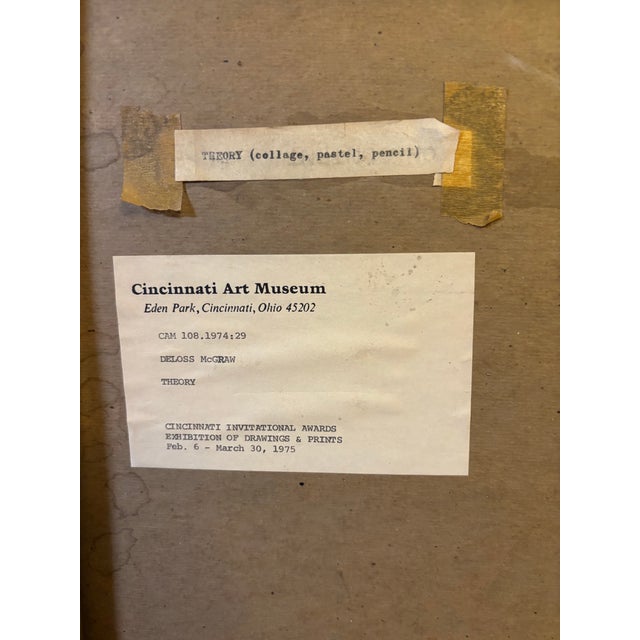 THEORY (collage, pastel, pencil)
Cincinnati Art Museum
Eden Park, Cincinnati, Ohio 45202
CAM 108.1974:29
DELOSS McGRAW
THEORY
CINCINNATI INVITATIONAL AWARDS
EXHIBITION OF DRAWINGS & PRINTS
Feb. 6 - March 30, 1975